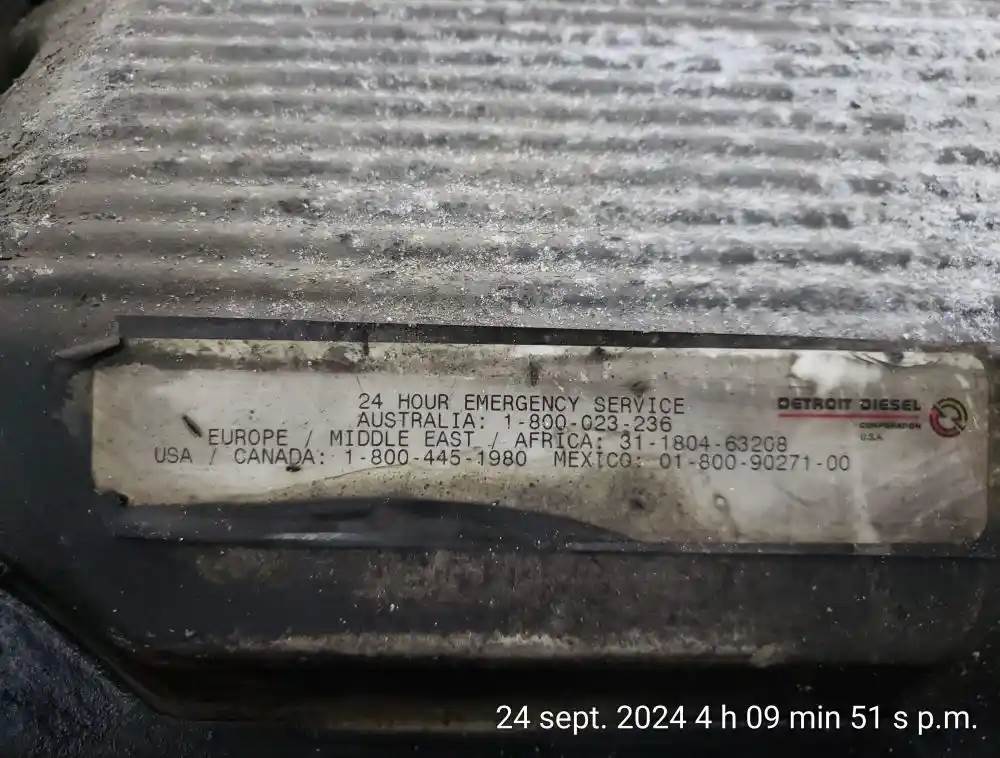 24 HOUR EMERGENCY SERVICE
AUSTRALIA: 1-800-023-236
EUROPE / MIDDLE EAST / AFRICA: 31-1804-63208
USA / CANADA: 1-800-445-1980 MEXICO: 01-800-90271-00
DETROIT DIESEL
CORPORATION
U.S.A.
24 sept. 2024 4 h 09 min 51 s p.m.